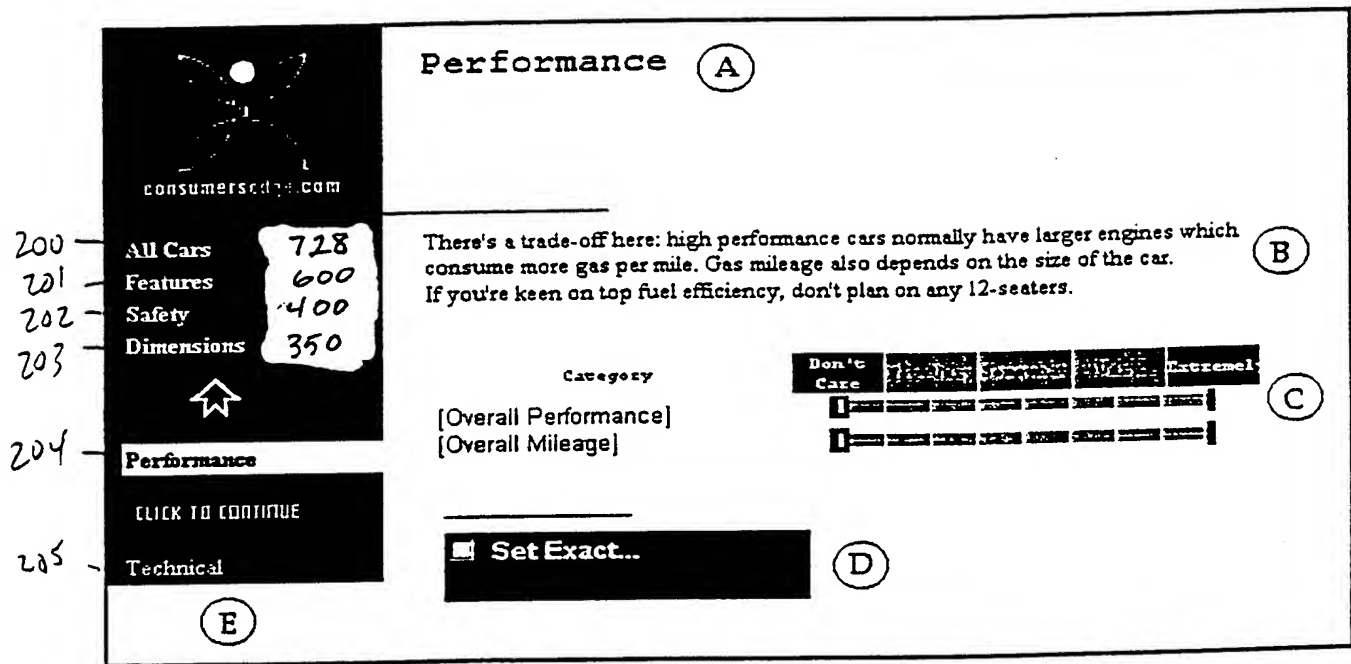 Performance A
consumersedge.com
200 All Cars 728
201 Features 600
202 Safety 400
203 Dimensions 350
There's a trade-off here: high performance cars normally have larger engines which
consume more gas per mile. Gas mileage also depends on the size of the car.
If you're keen on top fuel efficiency, don't plan on any 12-seaters.
B
Category
Don't
Care
Extremel
[Overall Performance]
[Overall Mileage]
C
204 Performance
CLICK TO CONTINUE
205 Technical
Set Exact...
D
E